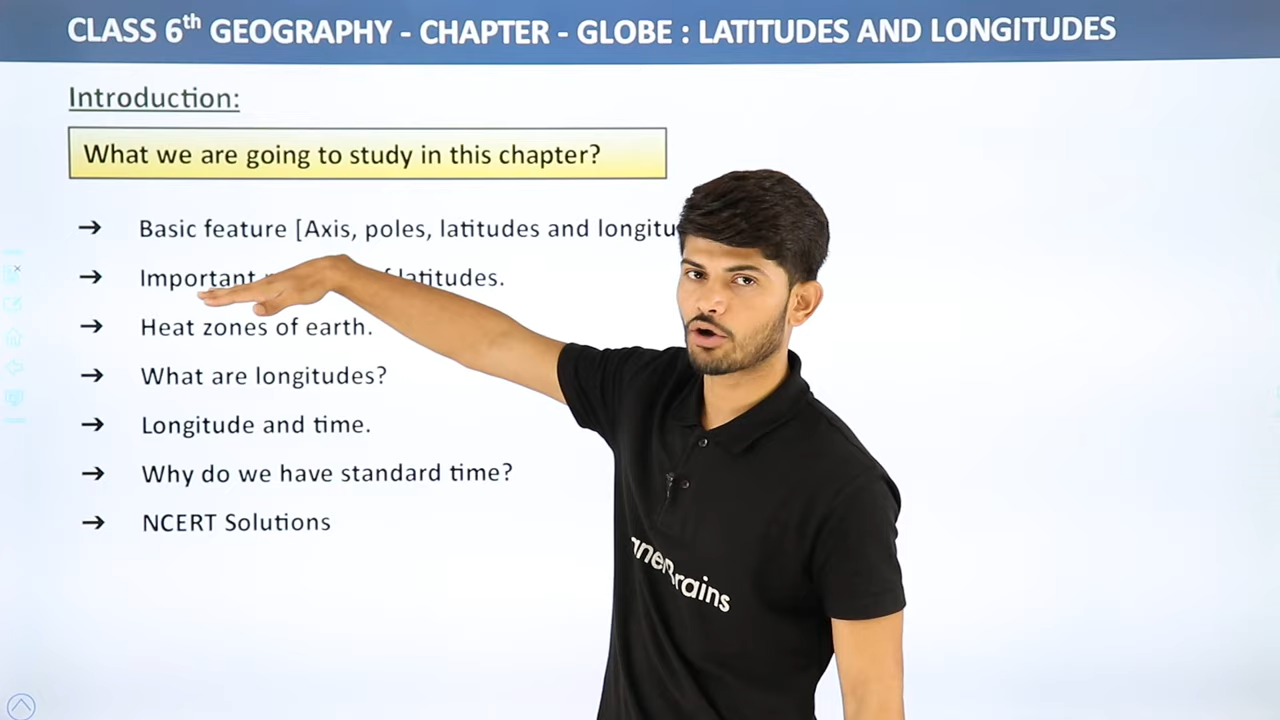 CLASS 6th GEOGRAPHY - CHAPTER - GLOBE : LATITUDES AND LONGITUDES
Introduction:
What we are going to study in this chapter?
➔ Basic feature [Axis, poles, latitudes and longitu
➔ Important of latitudes.
➔ Heat zones of earth.
➔ What are longitudes?
➔ Longitude and time.
➔ Why do we have standard time?
➔ NCERT Solutions
Brains